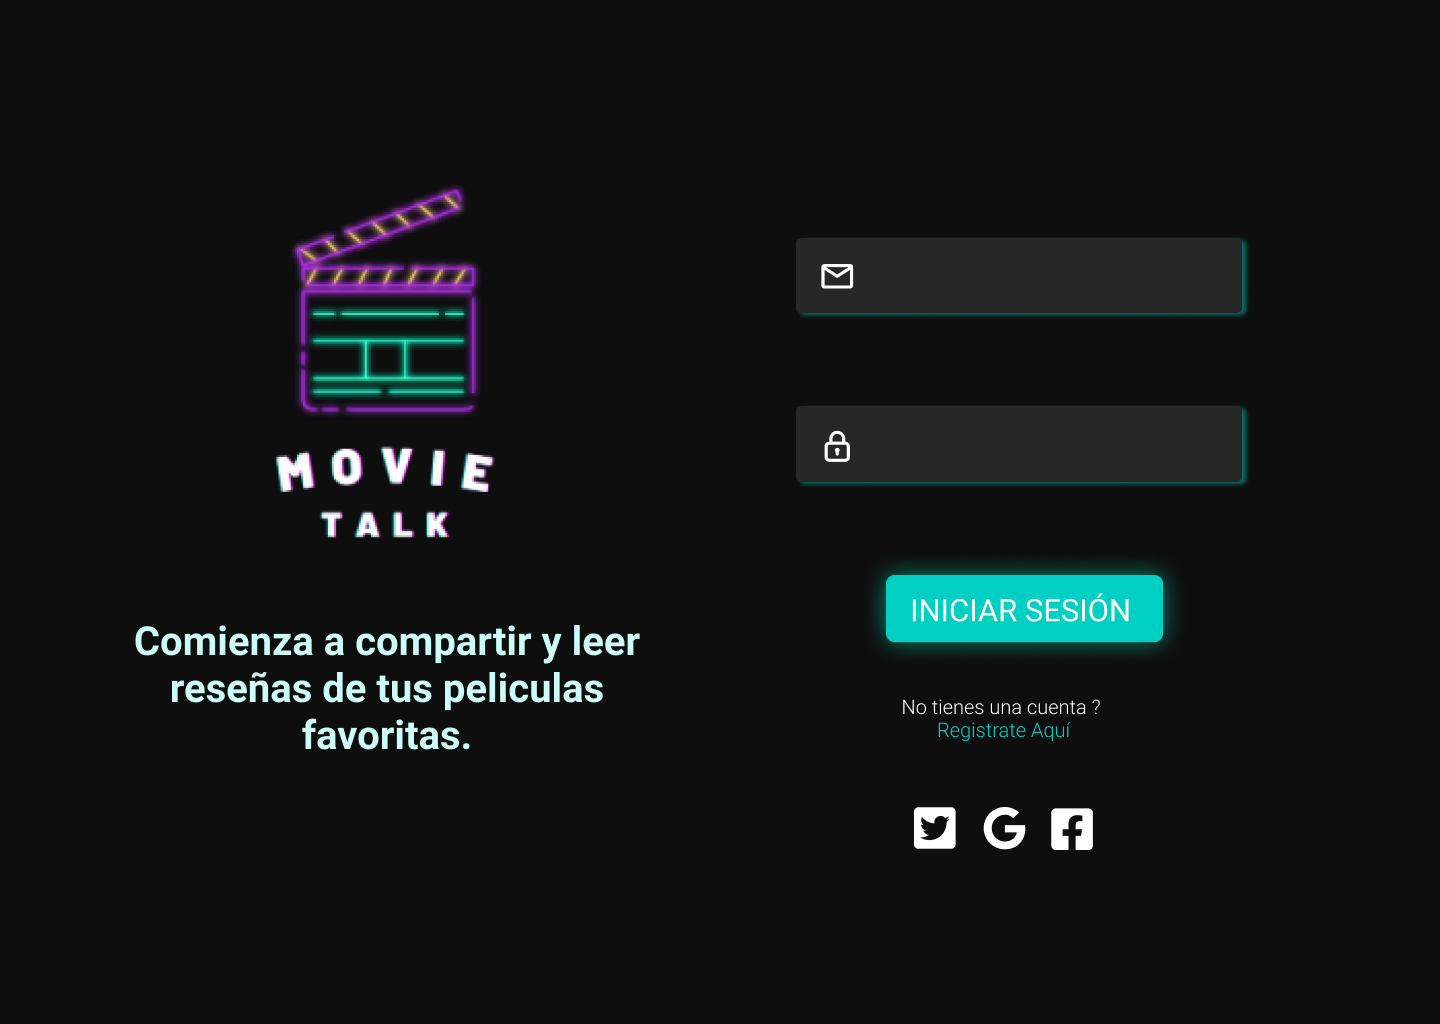 MOVIE
TALK
Comienza a compartir y leer
reseñas de tus peliculas
favoritas.
INICIAR SESIÓN
No tienes una cuenta ?
Registrate Aquí